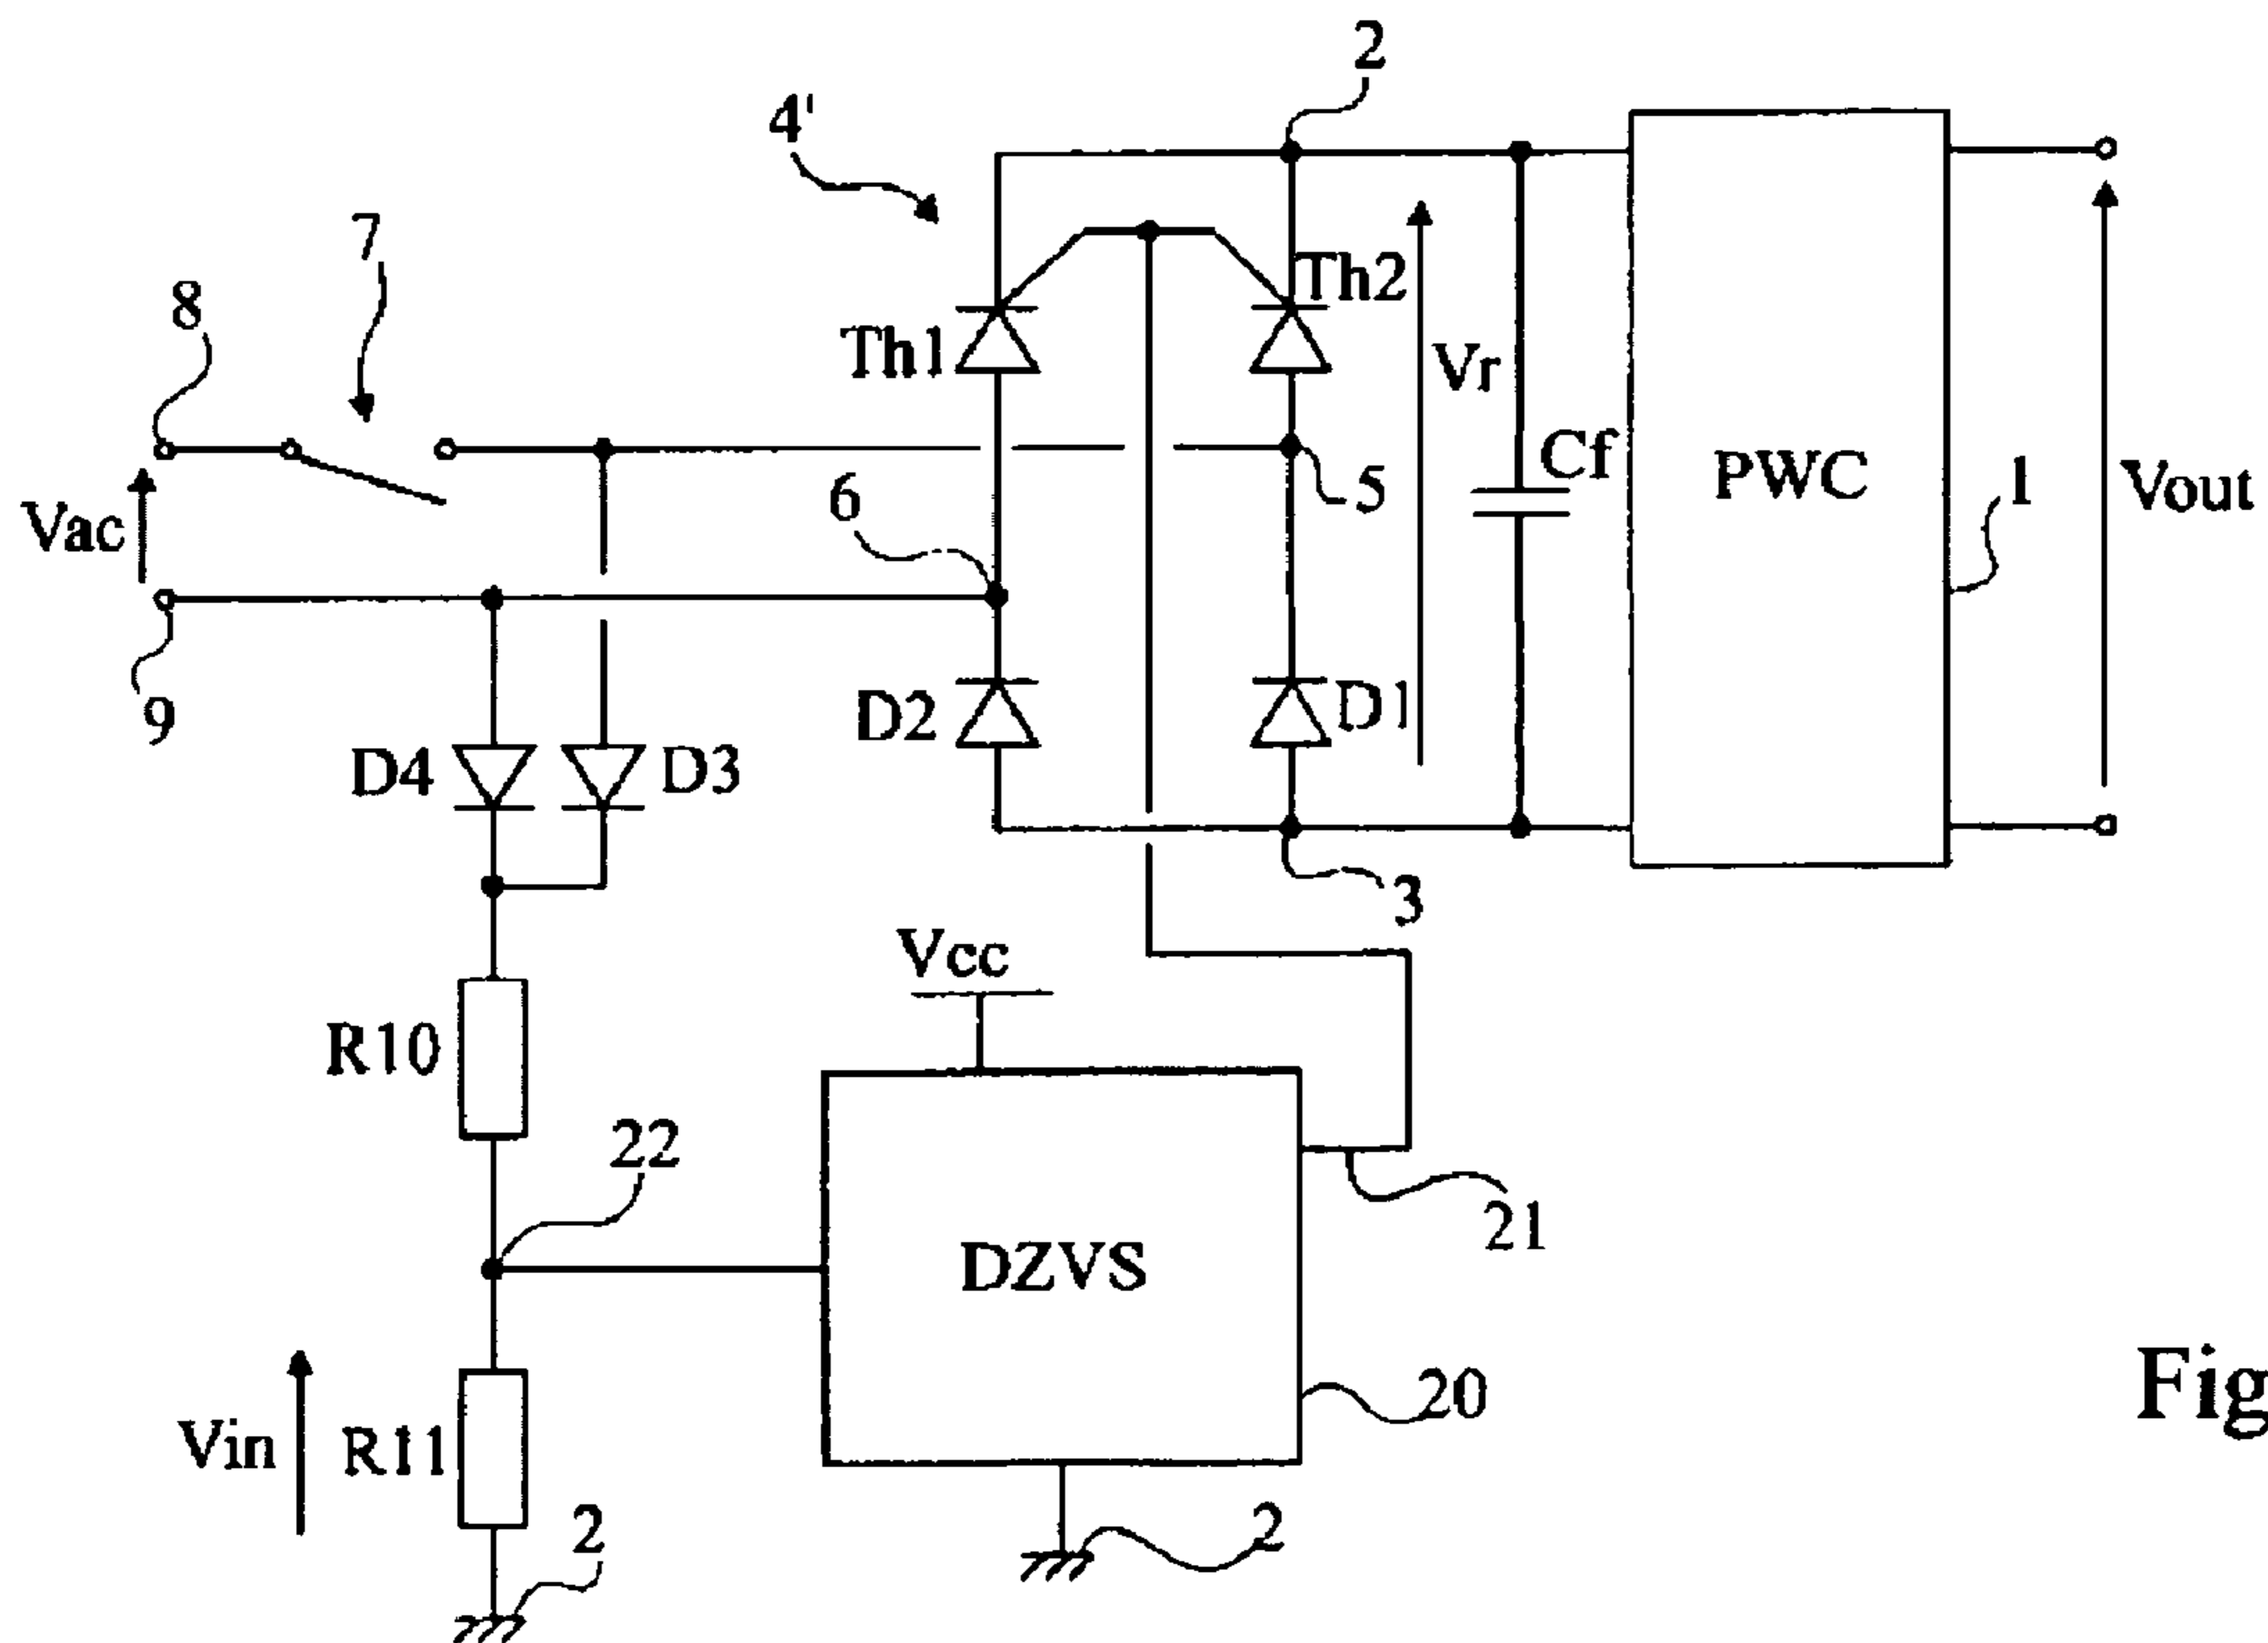 2
4'
7
Th2
8
Th1
Vr
Cf
PWC
6
5
1
Vout
Vac
9
D2
D1
D4
D3
3
Vcc
R10
22
21
DZVS
20
Vin
R11
2
2
Fig